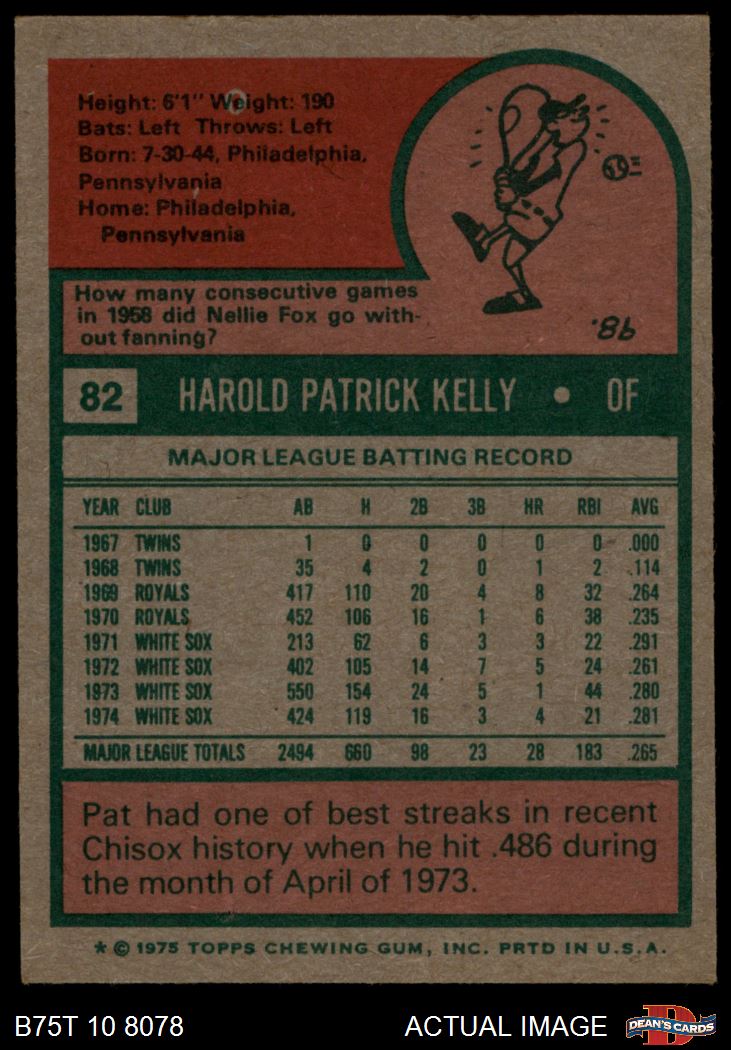 Height: 6'1" Weight: 190
Bats: Left Throws: Left
Born: 7-30-44, Philadelphia,
Pennsylvania
Home: Philadelphia,
Pennsylvania
How many consecutive games
in 1958 did Nellie Fox go with-
out fanning?
98.
82 HAROLD PATRICK KELLY • OF
MAJOR LEAGUE BATTING RECORD
YEAR CLUB AB H 2B 3B HR RBI AVG
1967 TWINS 1 0 0 0 0 0 .000
1968 TWINS 35 4 2 0 1 2 .114
1969 ROYALS 417 110 20 4 8 32 .264
1970 ROYALS 452 106 16 1 6 38 .235
1971 WHITE SOX 213 62 6 3 3 22 .291
1972 WHITE SOX 402 105 14 7 5 24 .261
1973 WHITE SOX 550 154 24 5 1 44 .280
1974 WHITE SOX 424 119 16 3 4 21 .281
MAJOR LEAGUE TOTALS 2494 660 98 23 28 183 .265
Pat had one of best streaks in recent
Chisox history when he hit .486 during
the month of April of 1973.
* © 1975 TOPPS CHEWING GUM, INC. PRTD IN U.S.A.
B75T 10 8078 ACTUAL IMAGE DEAN'S CARDS